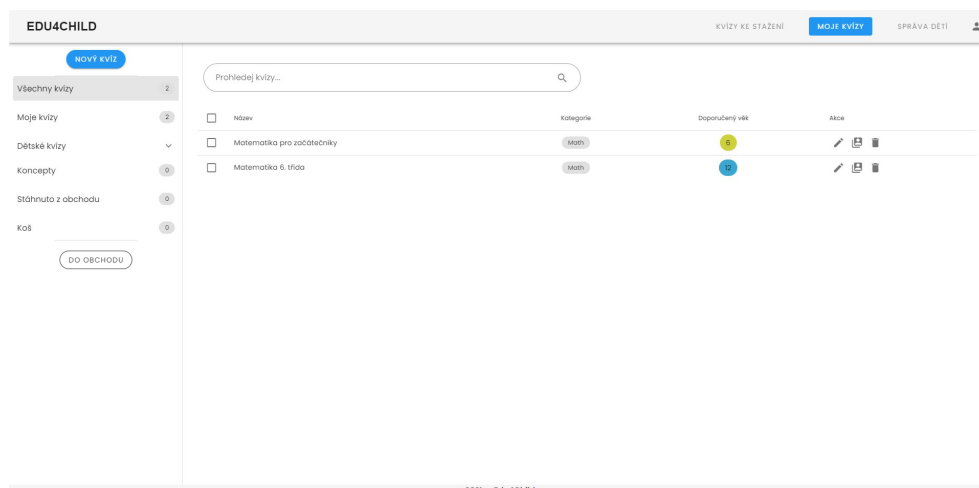 EDU4CHILD
KVÍZY KE STAŽENÍ
MOJE KVÍZY
SPRÁVA DĚTÍ
NOVÝ KVÍZ
Všechny kvízy 2
Moje kvízy 2
Dětské kvízy
Koncepty 0
Stáhnuto z obchodu 0
Koš 0
DO OBCHODU
Prohledej kvízy...
Název Kategorie Doporučený věk Akce
Matematika pro začátečníky Math 6
Matematika 6. třída Math 12